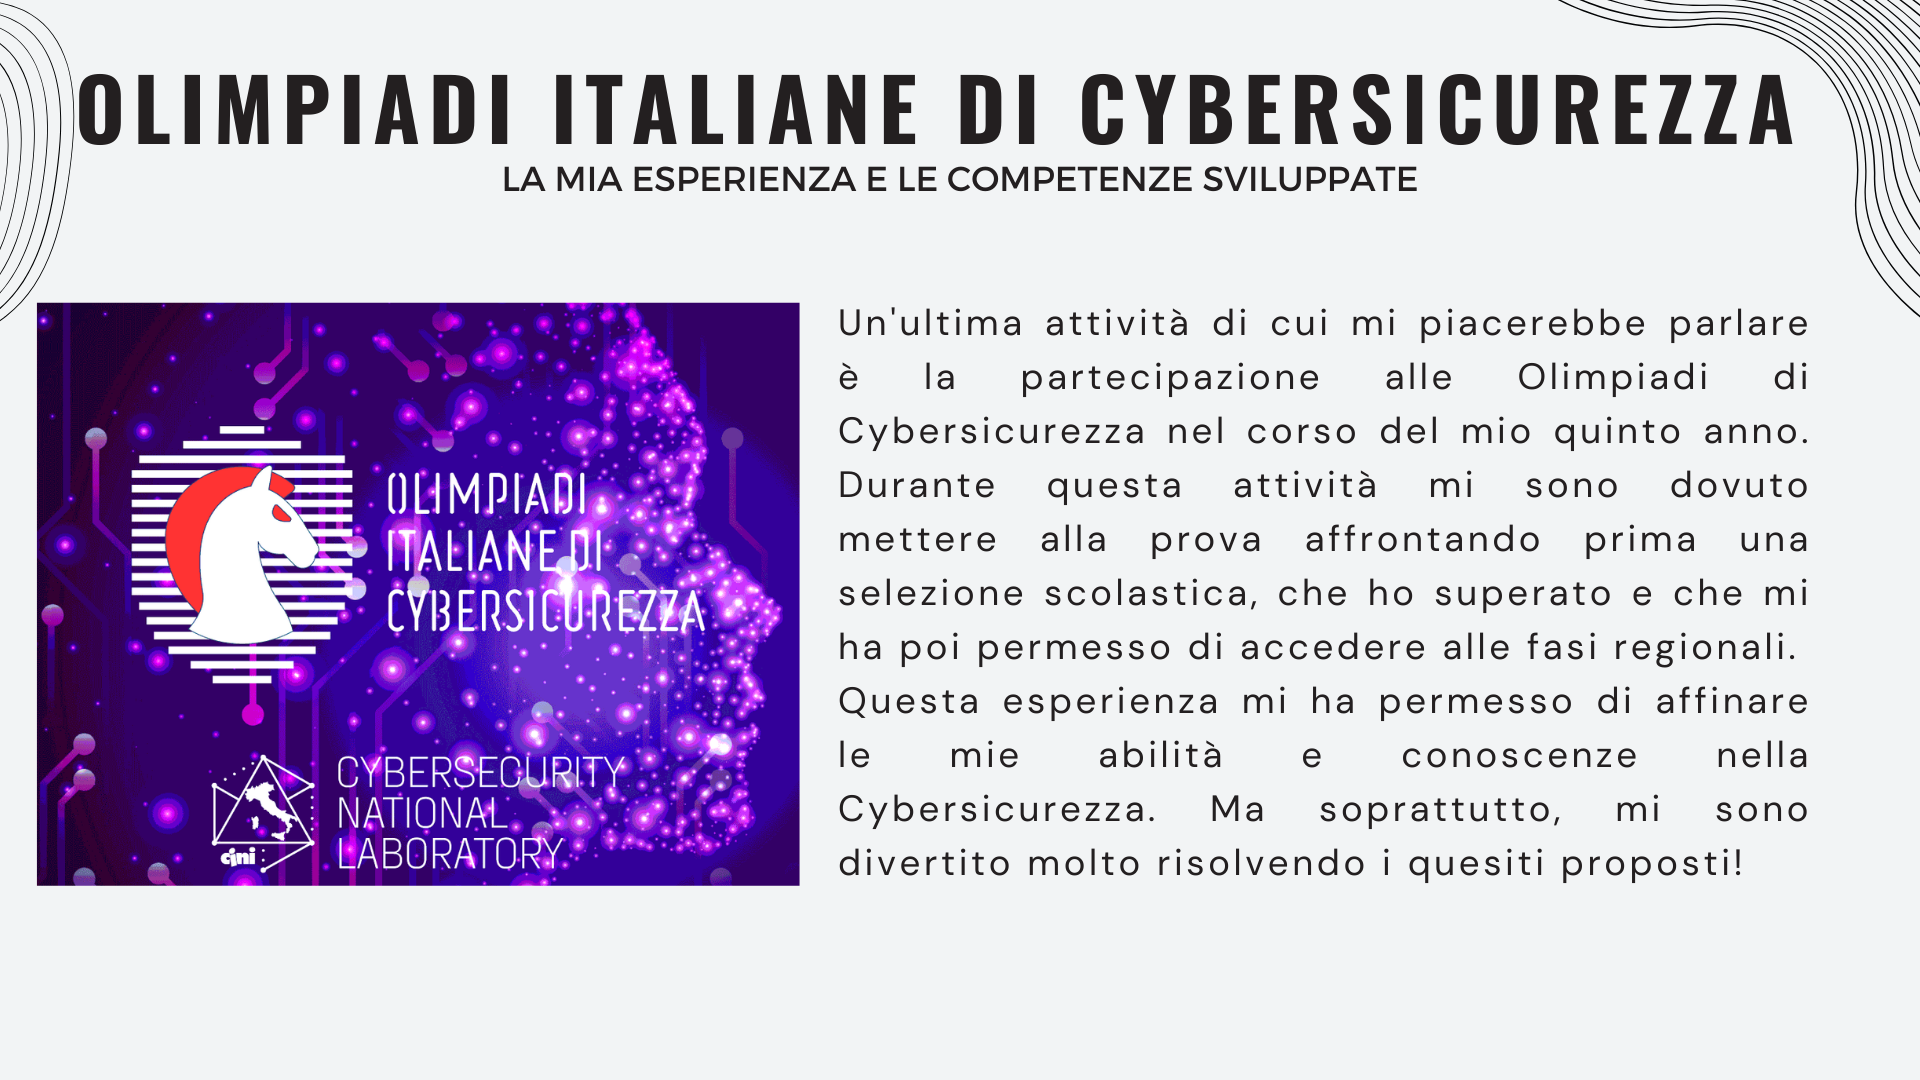 OLIMPIADI ITALIANE DI CYBERSICUREZZA
LA MIA ESPERIENZA E LE COMPETENZE SVILUPPATE
OLIMPIADI
ITALIANE DI
CYBERSICUREZZA
cini
CYBERSECURITY
NATIONAL
LABORATORY
Un'ultima attività di cui mi piacerebbe parlare
è la partecipazione alle Olimpiadi di
Cybersicurezza nel corso del mio quinto anno.
Durante questa attività mi sono dovuto
mettere alla prova affrontando prima una
selezione scolastica, che ho superato e che mi
ha poi permesso di accedere alle fasi regionali.
Questa esperienza mi ha permesso di affinare
le mie abilità e conoscenze nella
Cybersicurezza. Ma soprattutto, mi sono
divertito molto risolvendo i quesiti proposti!